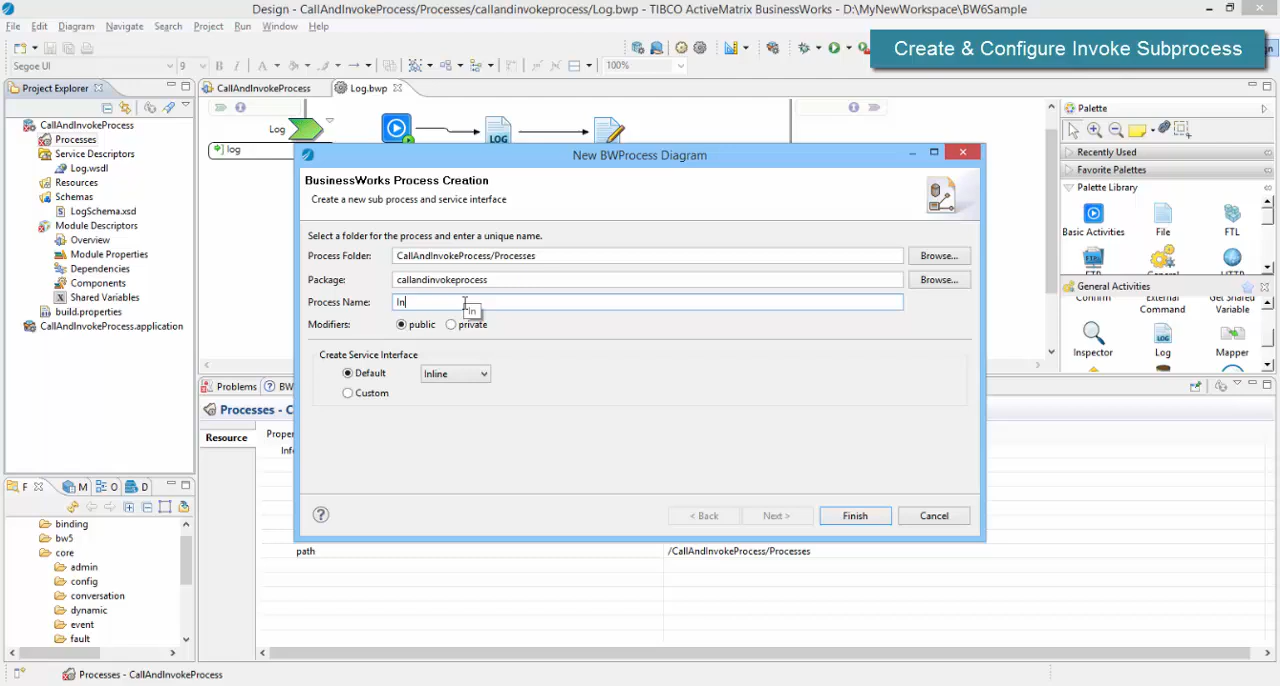 Design - CallAndInvokeProcess/Processes/callandinvokeprocess/Log.bwp - TIBCO ActiveMatrix BusinessWorks - D:\MyNewWorkspace\BW6Sample
File Edit Diagram Navigate Search Project Run Window Help
Create & Configure Invoke Subprocess
Segoe UI 9 B I A 100%
Project Explorer
CallAndInvokeProcess
Log.bwp
CallAndInvokeProcess
Processes
Service Descriptors
Log.wsdl
Resources
Schemas
LogSchema.xsd
Module Descriptors
Overview
Module Properties
Dependencies
Components
Shared Variables
build.properties
CallAndInvokeProcess.application
Log
log
LOG
New BWProcess Diagram
BusinessWorks Process Creation
Create a new sub process and service interface
Select a folder for the process and enter a unique name.
Process Folder: CallAndInvokeProcess/Processes Browse...
Package: callandinvokeprocess Browse...
Process Name: In
In
Modifiers: public private
Create Service Interface
Default Inline
Custom
< Back Next > Finish Cancel
Palette
Recently Used
Favorite Palettes
Palette Library
Basic Activities File FTL
FTP
General Activities
Confirm External Command Get Shared Variable
Inspector Log Mapper
Problems BW
Processes - C
Resource
Proper
Inf
path /CallAndInvokeProcess/Processes
F M O D
binding
bw5
core
admin
config
conversation
dynamic
event
fault
Processes - CallAndInvokeProcess